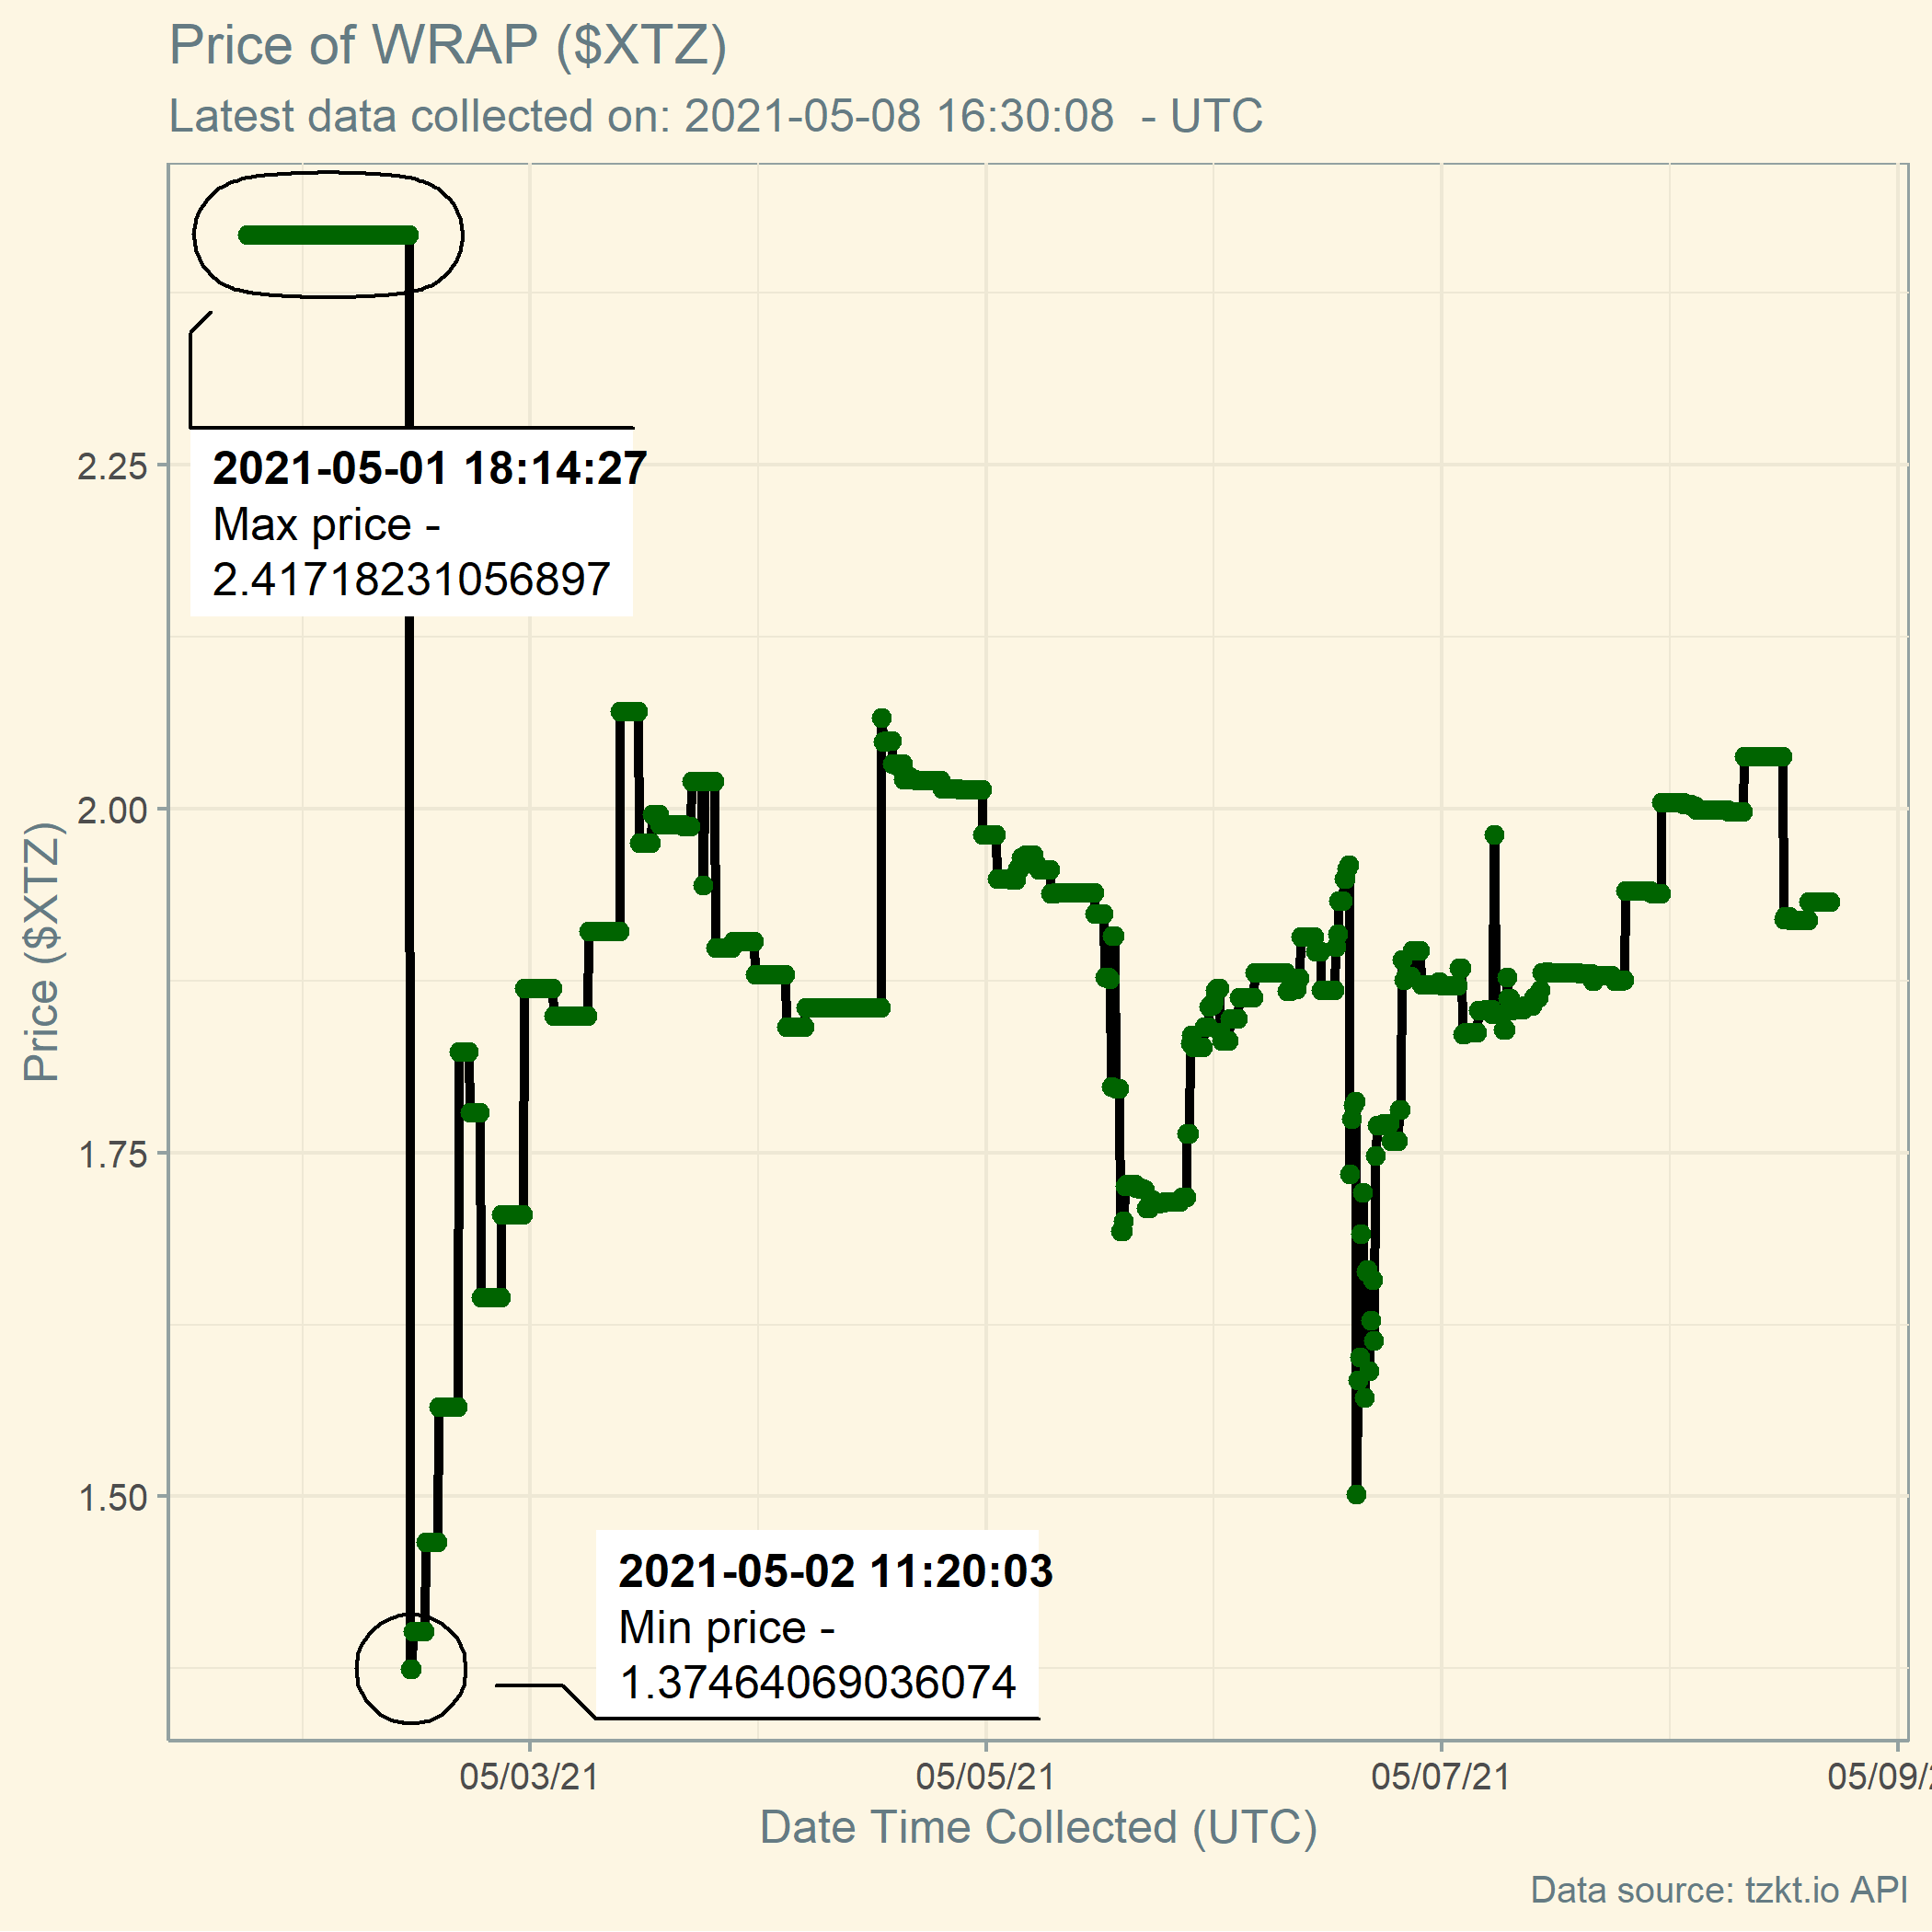 Price of WRAP ($XTZ)
Latest data collected on: 2021-05-08 16:30:08  - UTC
2021-05-01 18:14:27
Max price -
2.41718231056897
2.25
2.00
1.75
1.50
Price ($XTZ)
2021-05-02 11:20:03
Min price -
1.37464069036074
05/03/21
05/05/21
05/07/21
05/09/2
Date Time Collected (UTC)
Data source: tzkt.io API